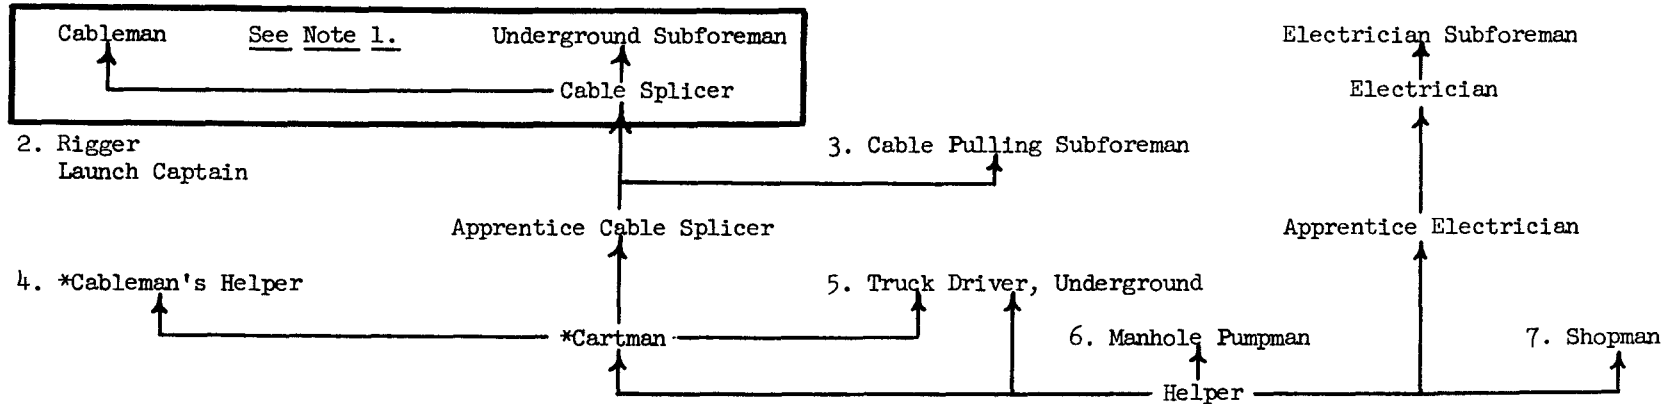 Cableman See Note 1. Underground Subforeman Electrician Subforeman
Cable Splicer Electrician
2. Rigger
Launch Captain
3. Cable Pulling Subforeman
Apprentice Cable Splicer Apprentice Electrician
4. *Cableman's Helper 5. Truck Driver, Underground
*Cartman 6. Manhole Pumpman 7. Shopman
Helper